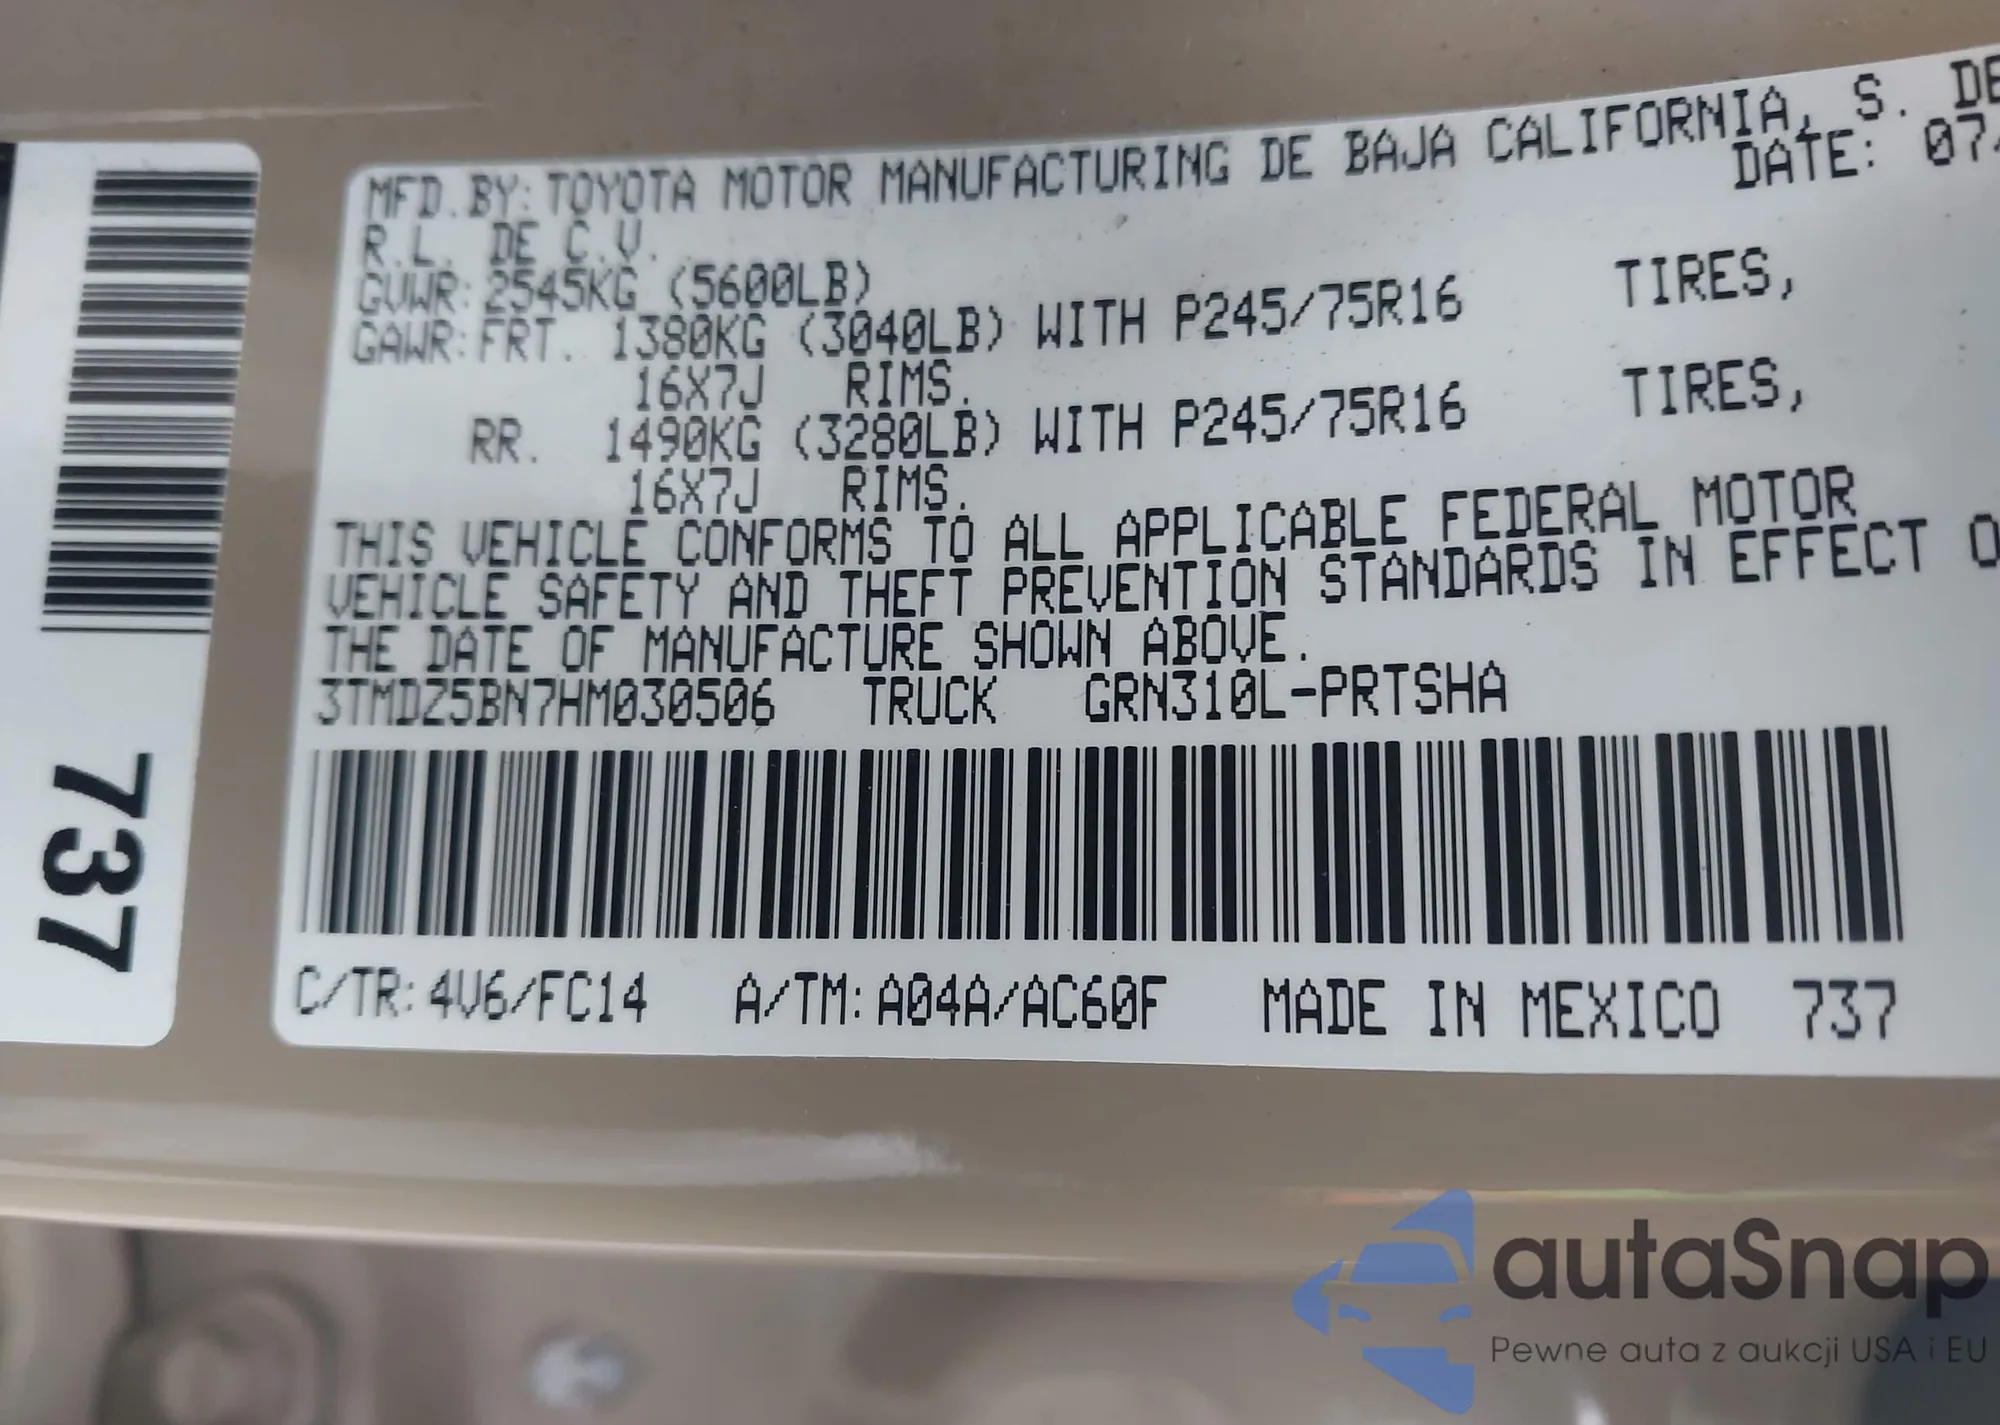 MFD.BY:TOYOTA MOTOR MANUFACTURING DE BAJA CALIFORNIA, S. DE
R.L. DE C.V. DATE: 07
GVWR:2545KG (5600LB)
GAWR:FRT. 1380KG (3040LB) WITH P245/75R16 TIRES,
16X7J RIMS.
RR. 1490KG (3280LB) WITH P245/75R16 TIRES,
16X7J RIMS.
THIS VEHICLE CONFORMS TO ALL APPLICABLE FEDERAL MOTOR
VEHICLE SAFETY AND THEFT PREVENTION STANDARDS IN EFFECT
THE DATE OF MANUFACTURE SHOWN ABOVE.
3TMDZ5BN7HM030506 TRUCK GRN310L-PRTSHA
C/TR:4V6/FC14 A/TM:A04A/AC60F MADE IN MEXICO 737
737
autaSnap
Pewne auta z aukcji USA i EU